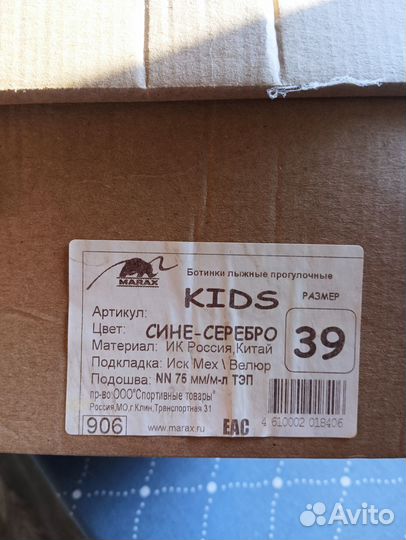 MARAX
Ботинки лыжные прогулочные
Артикул: KIDS
РАЗМЕР
Цвет: СИНЕ-СЕРЕБРО
39
Материал: ИК Россия,Китай
Подкладка: Иск Мех \ Велюр
Подошва: NN 75 мм/м-л ТЭП
пр-во:ООО"Спортивные товары"
Россия,МО,г.Клин,Транспортная 31
906
www.marax.ru
EAC
4 610002 018406
Avito